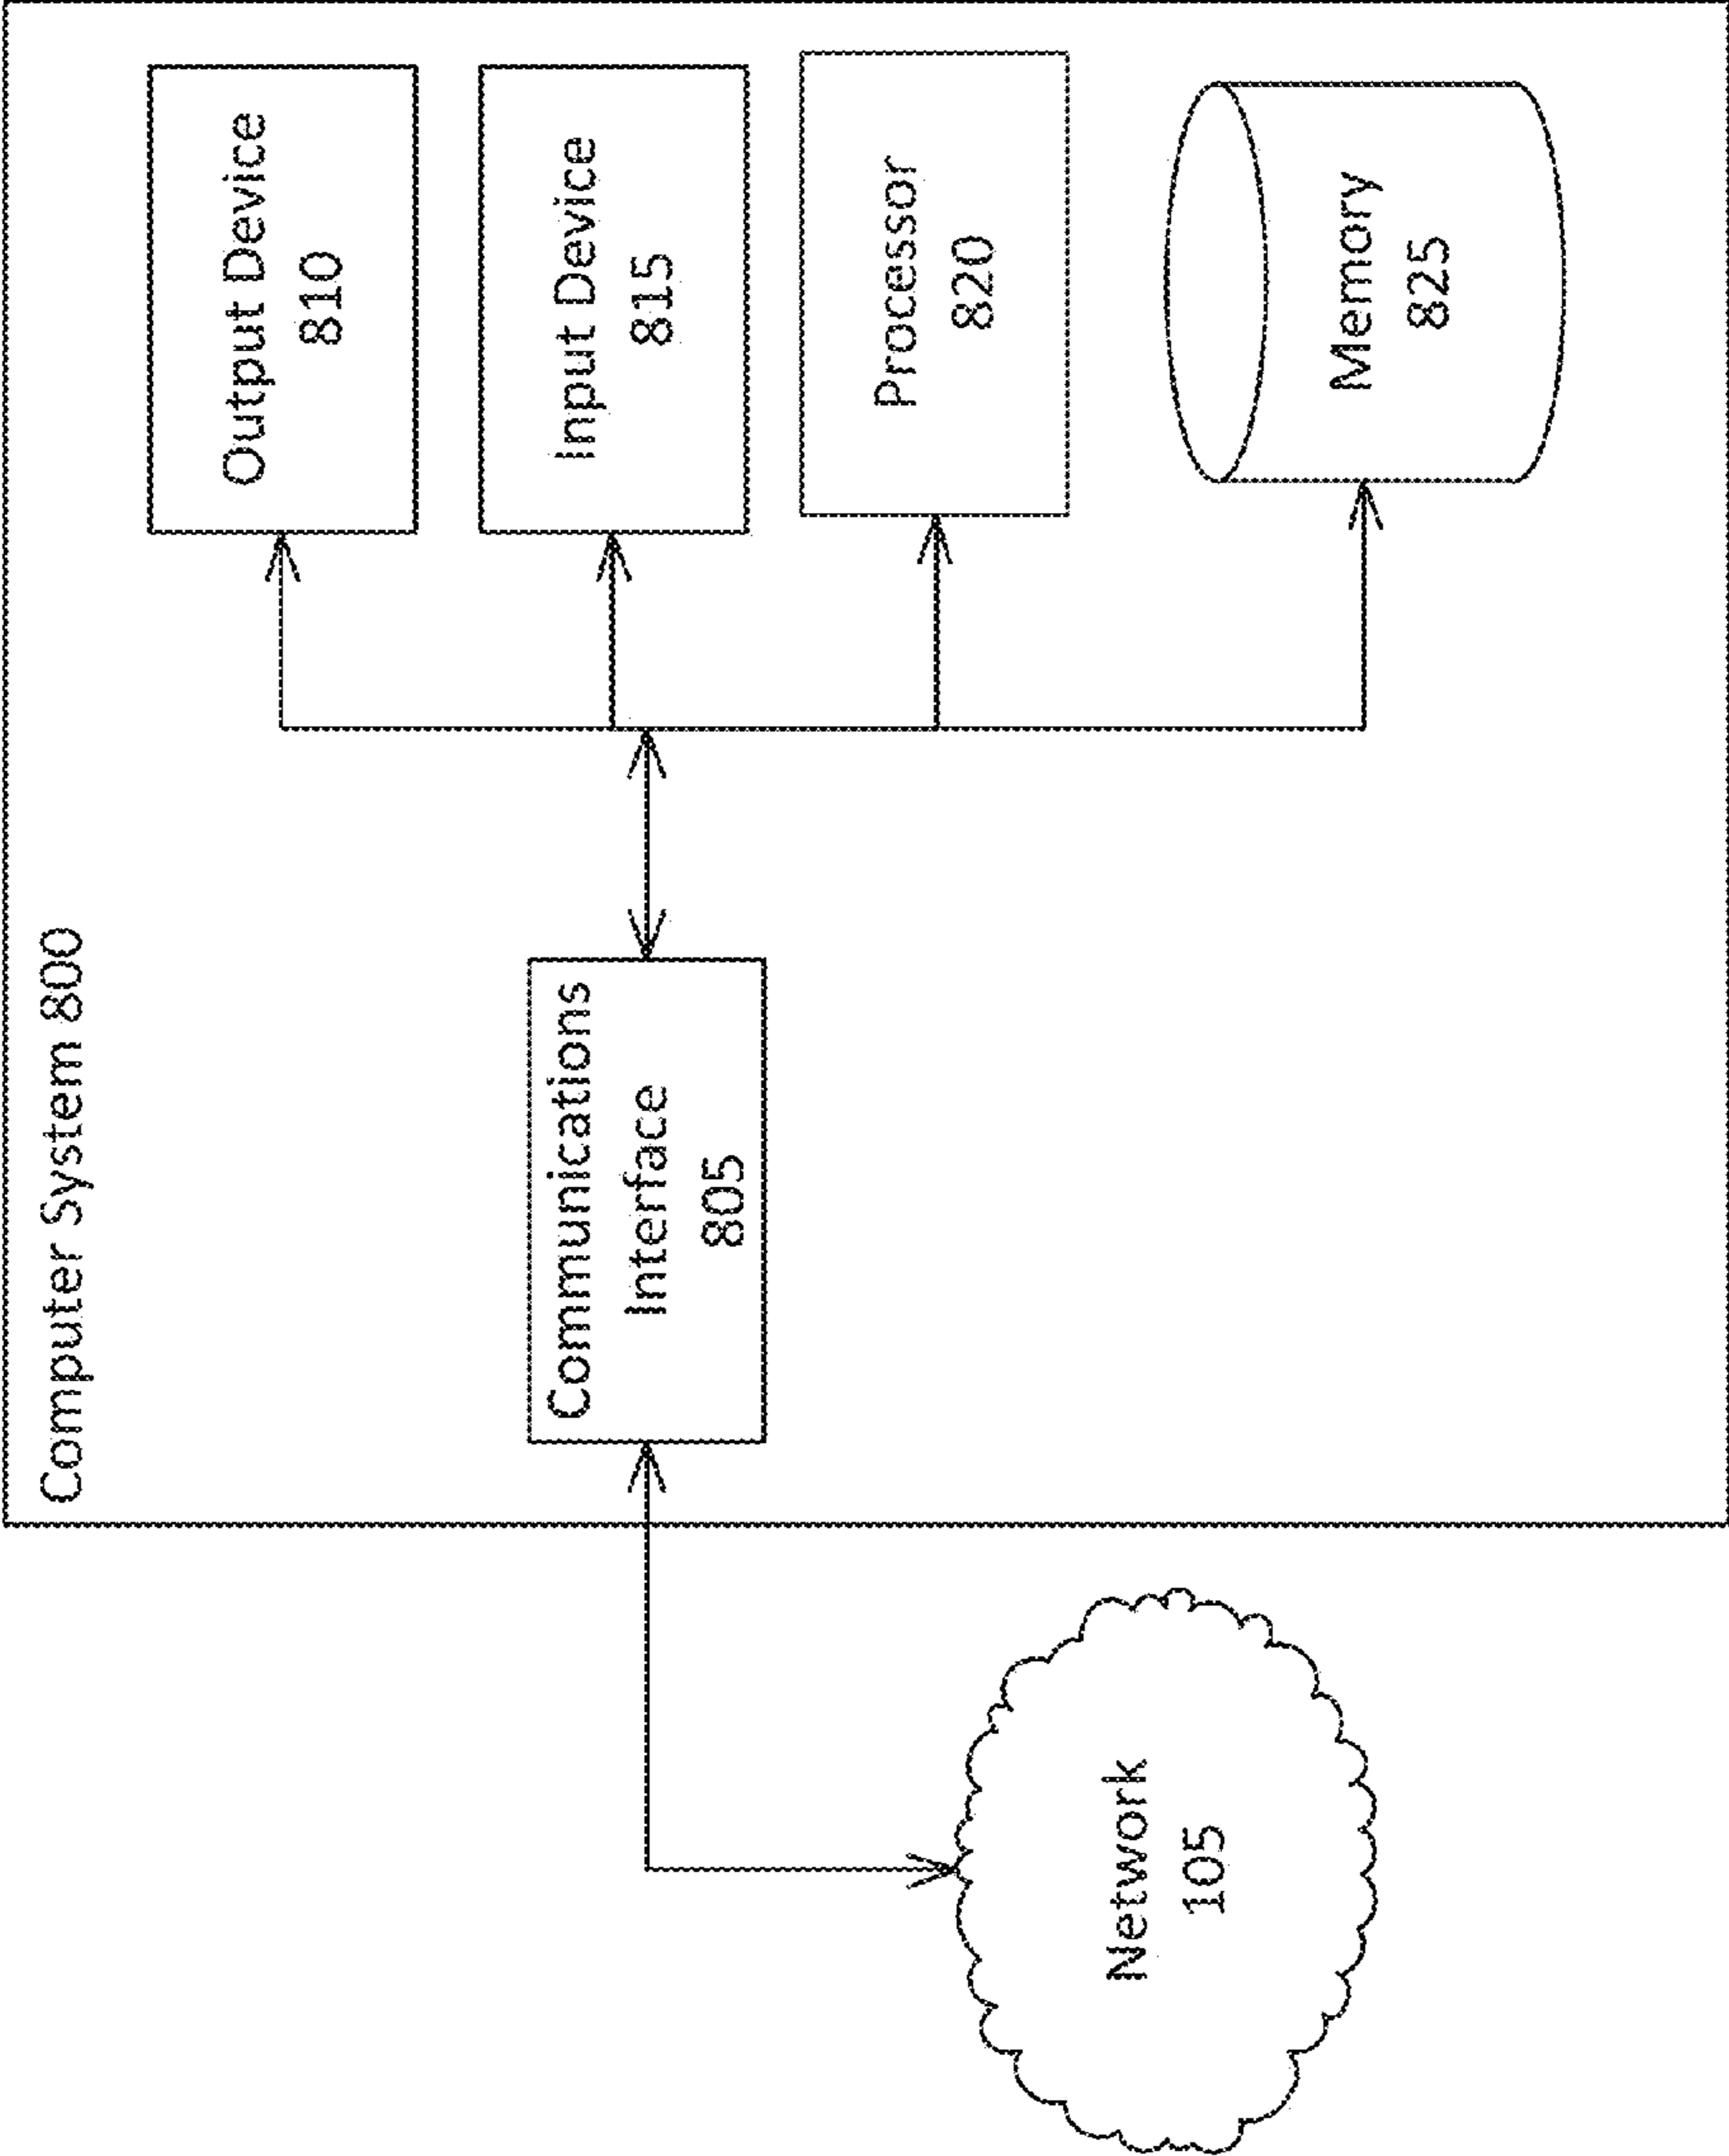 Computer System 800
Output Device
810
Communications
Interface
805
Input Device
815
Processor
820
Network
105
Memory
825